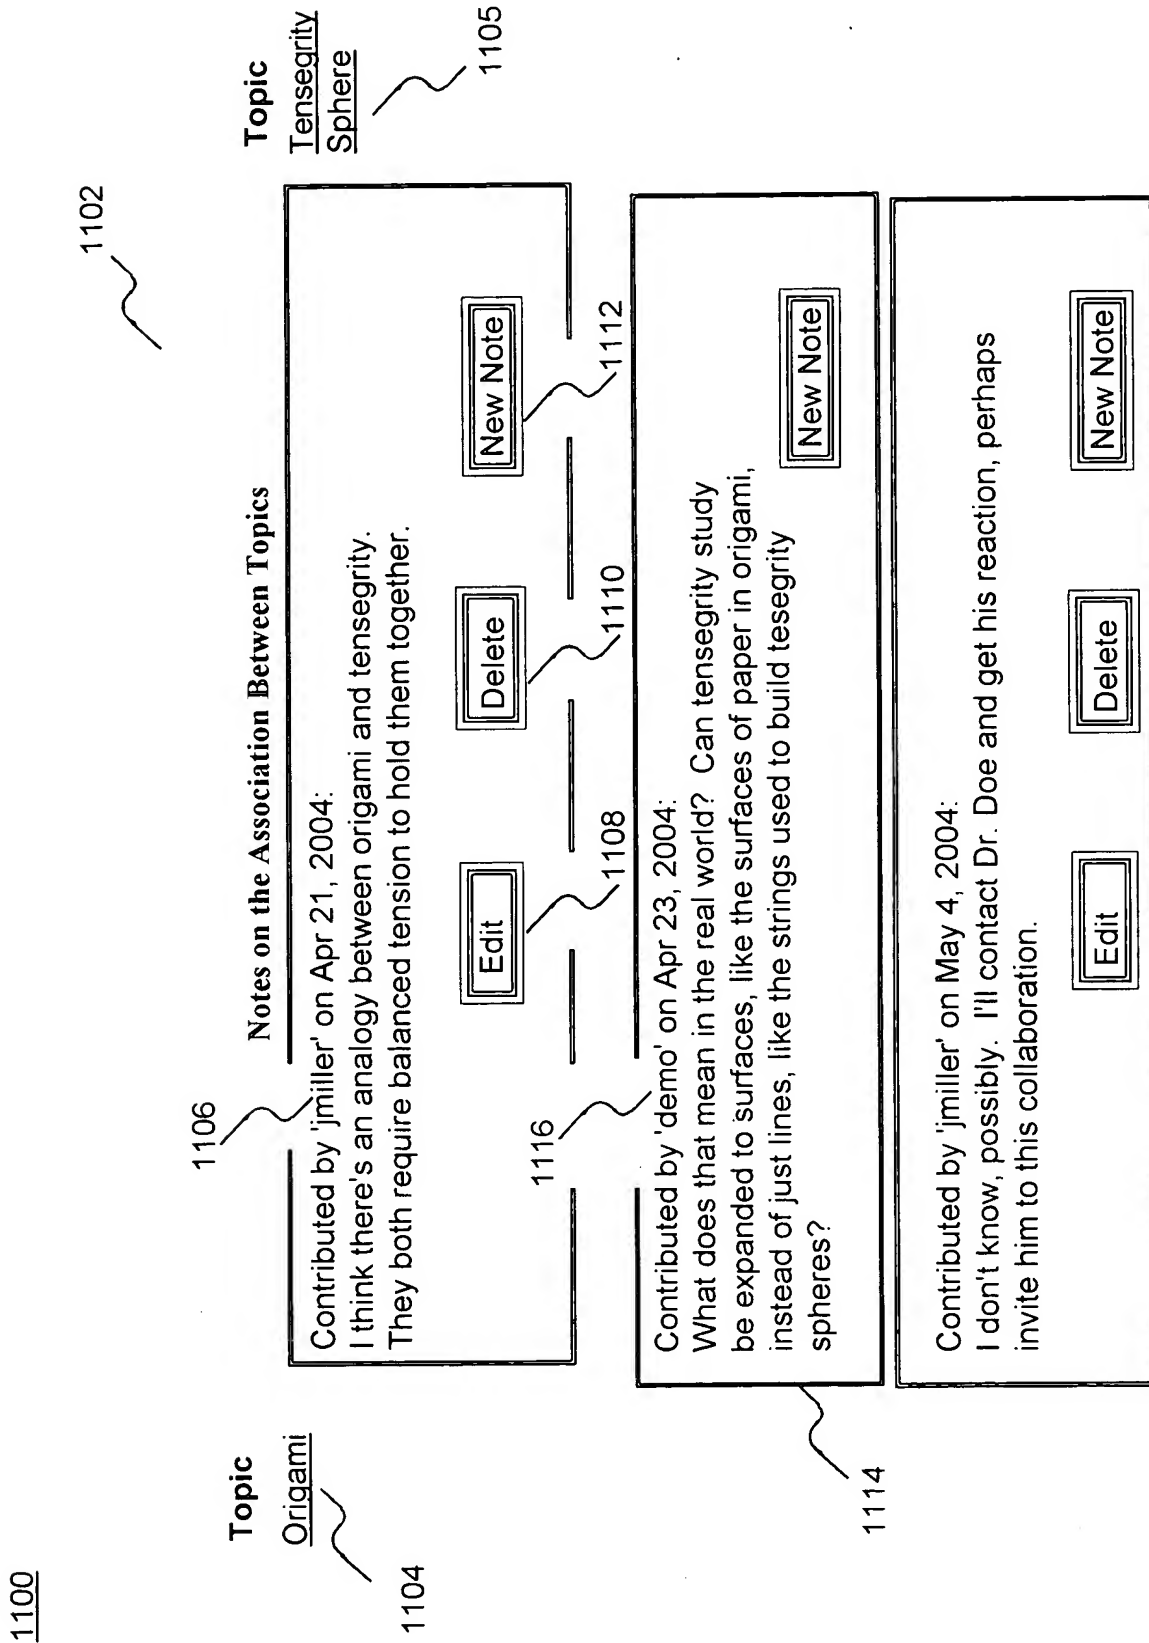 1100
1102
Topic
Origami
1104
Notes on the Association Between Topics
Topic
Tensegrity
Sphere
1105
1106
Contributed by 'jmiller' on Apr 21, 2004:
I think there's an analogy between origami and tensegrity.
They both require balanced tension to hold them together.
Edit
Delete
New Note
1108
1110
1112
1116
Contributed by 'demo' on Apr 23, 2004:
What does that mean in the real world? Can tensegrity study
be expanded to surfaces, like the surfaces of paper in origami,
instead of just lines, like the strings used to build tesegrity
spheres?
New Note
1114
Contributed by 'jmiller' on May 4, 2004:
I don't know, possibly. I'll contact Dr. Doe and get his reaction, perhaps
invite him to this collaboration.
Edit
Delete
New Note